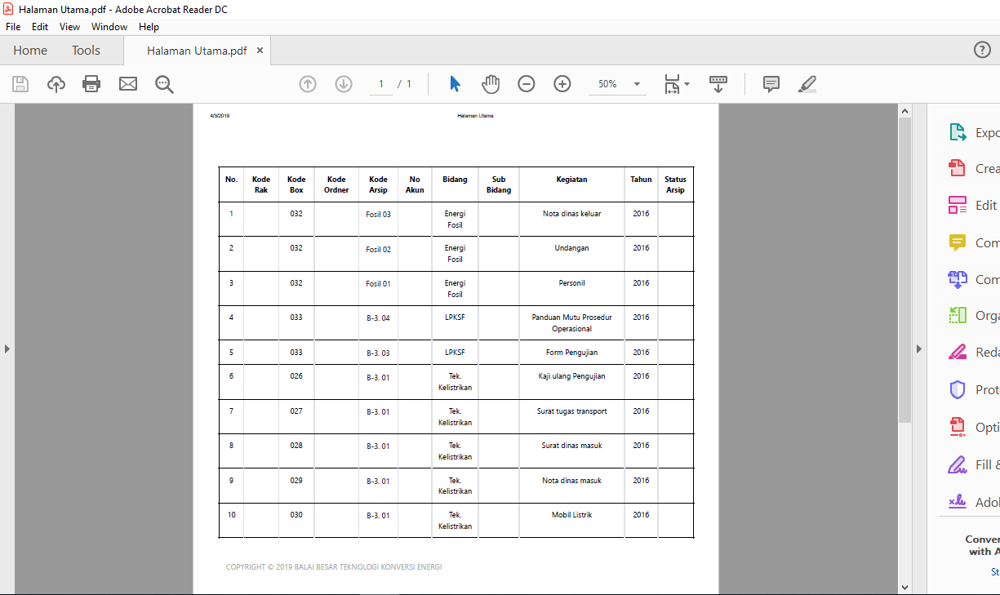 Halaman Utama.pdf - Adobe Acrobat Reader DC
File Edit View Window Help
Home Tools Halaman Utama.pdf ×
1 / 1 50%
4/3/2019 Halaman Utama
No. Kode Rak Kode Box Kode Ordner Kode Arsip No Akun Bidang Sub Bidang Kegiatan Tahun Status Arsip
1 032 Fosil 03 Energi Fosil Nota dinas keluar 2016
2 032 Fosil 02 Energi Fosil Undangan 2016
3 032 Fosil 01 Energi Fosil Personil 2016
4 033 B-3. 04 LPKSF Panduan Mutu Prosedur Operasional 2016
5 033 B-3. 03 LPKSF Form Pengujian 2016
6 026 B-3. 01 Tek. Kelistrikan Kaji ulang Pengujian 2016
7 027 B-3. 01 Tek. Kelistrikan Surat tugas transport 2016
8 028 B-3. 01 Tek. Kelistrikan Surat dinas masuk 2016
9 029 B-3. 01 Tek. Kelistrikan Nota dinas masuk 2016
10 030 B-3. 01 Tek. Kelistrikan Mobil Listrik 2016
COPYRIGHT © 2019 BALAI BESAR TEKNOLOGI KONVERSI ENERGI
Expo
Crea
Edit
Com
Com
Orga
Reda
Prote
Opti
Fill &
Adob
Conver
with A
St